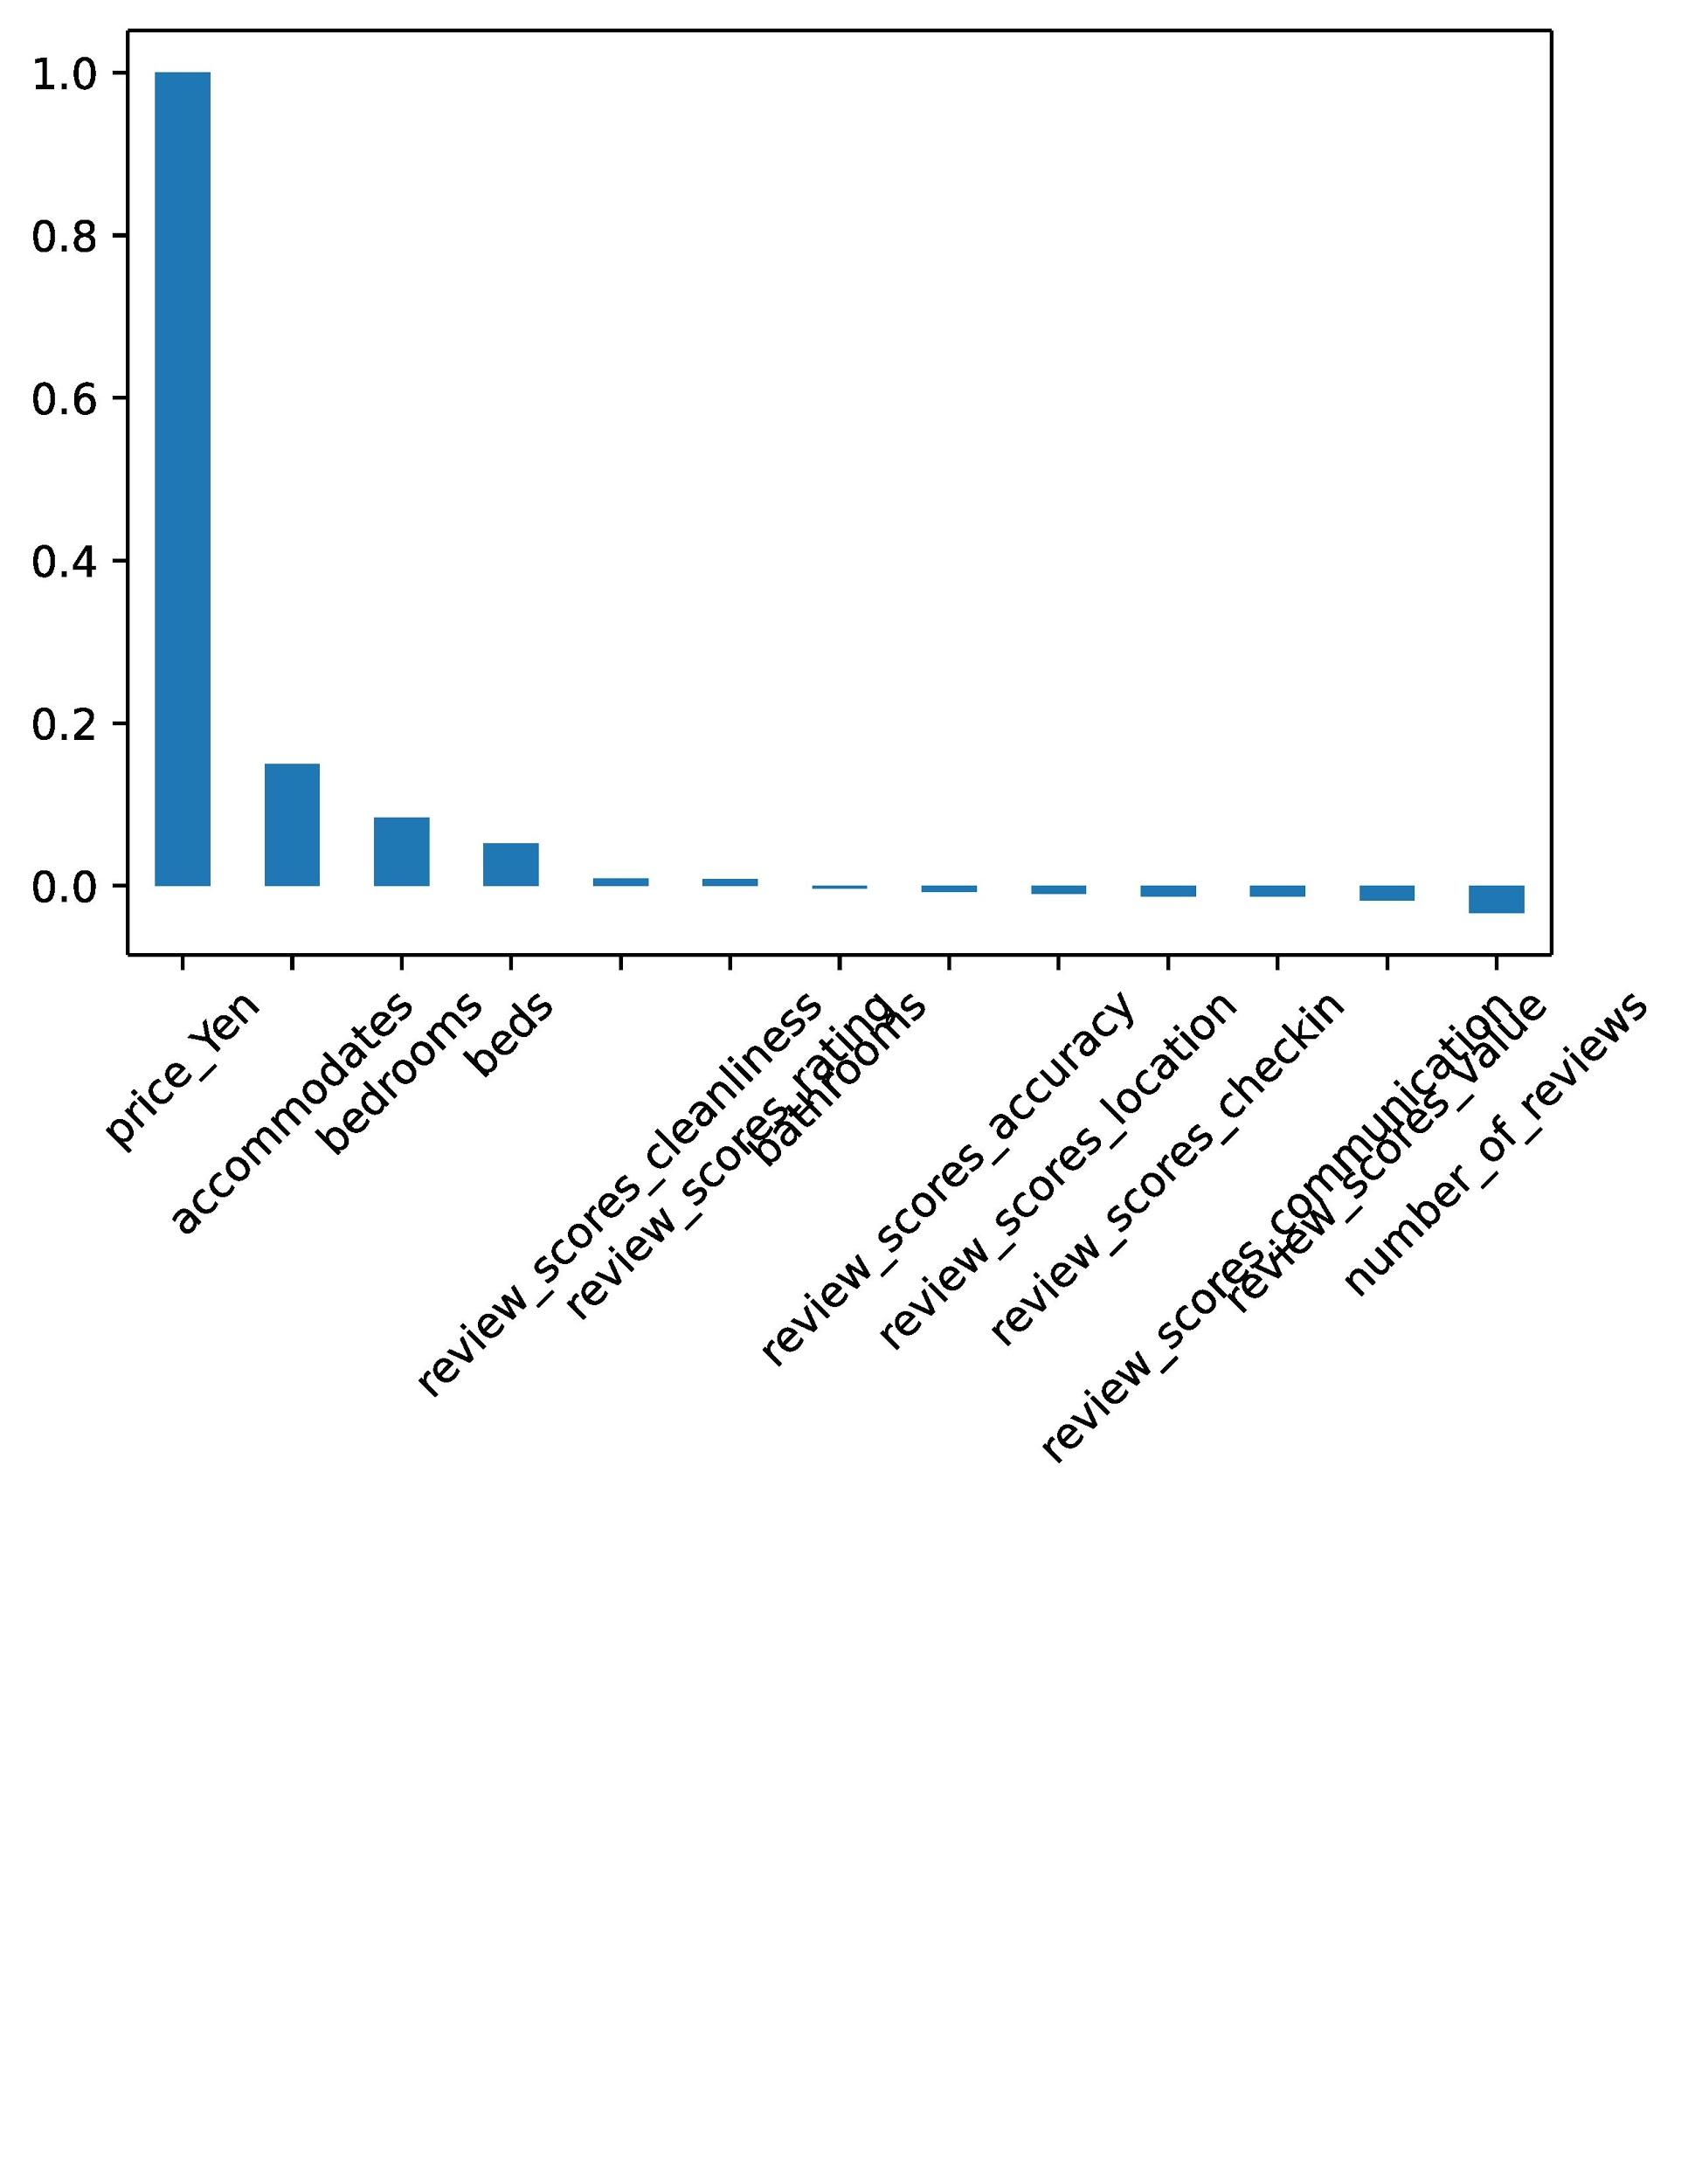 1.0
0.8
0.6
0.4
0.2
0.0
price_Yen
accommodates
bedrooms
beds
review_scores_cleanliness
review_scores_rating
bathrooms
review_scores_accuracy
review_scores_location
review_scores_checkin
review_scores_communication
review_scores_value
number_of_reviews